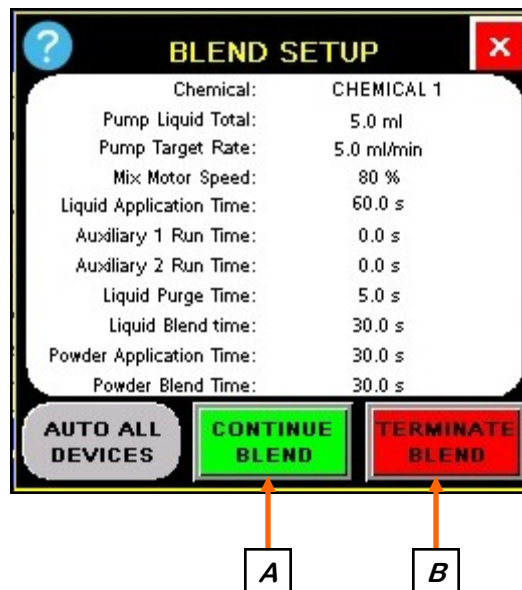 ?
BLEND SETUP
X
Chemical: CHEMICAL 1
Pump Liquid Total: 5.0 ml
Pump Target Rate: 5.0 ml/min
Mix Motor Speed: 80 %
Liquid Application Time: 60.0 s
Auxiliary 1 Run Time: 0.0 s
Auxiliary 2 Run Time: 0.0 s
Liquid Purge Time: 5.0 s
Liquid Blend time: 30.0 s
Powder Application Time: 30.0 s
Powder Blend Time: 30.0 s
AUTO ALL
DEVICES
CONTINUE
BLEND
TERMINATE
BLEND
A
B